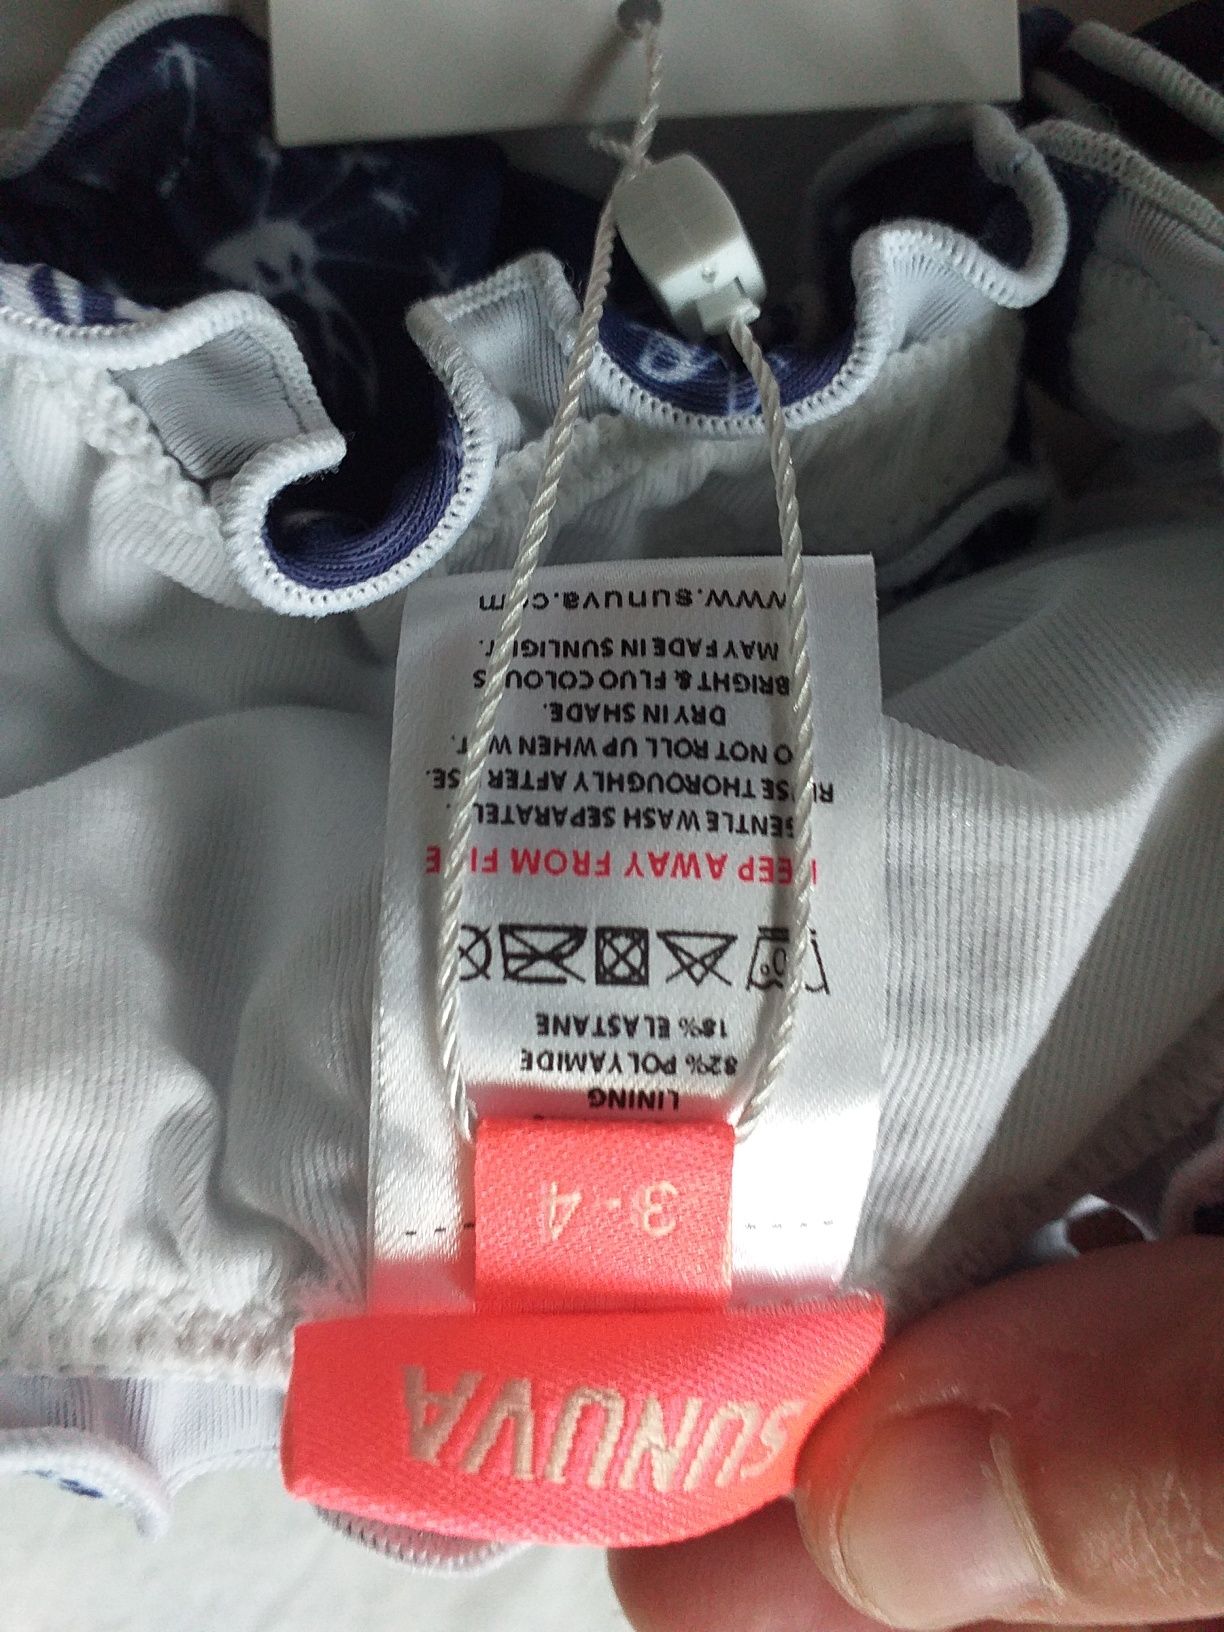 SUNUVA
3-4
LINING
82% POLYAMIDE
18% ELASTANE
KEEP AWAY FROM FIRE
GENTLE WASH SEPARATELY.
RINSE THOROUGHLY AFTER USE.
DO NOT ROLL UP WHEN WET.
DRY IN SHADE.
BRIGHT & FLUO COLOURS
MAY FADE IN SUNLIGHT.
www.sunuva.com